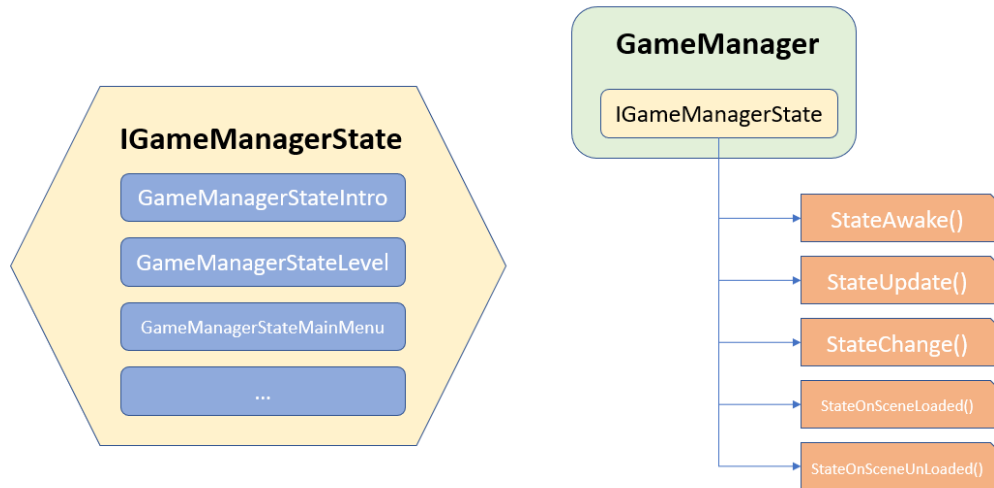 IGameManagerState
GameManagerStateIntro
GameManagerStateLevel
GameManagerStateMainMenu
...
GameManager
IGameManagerState
StateAwake()
StateUpdate()
StateChange()
StateOnSceneLoaded()
StateOnSceneUnLoaded()